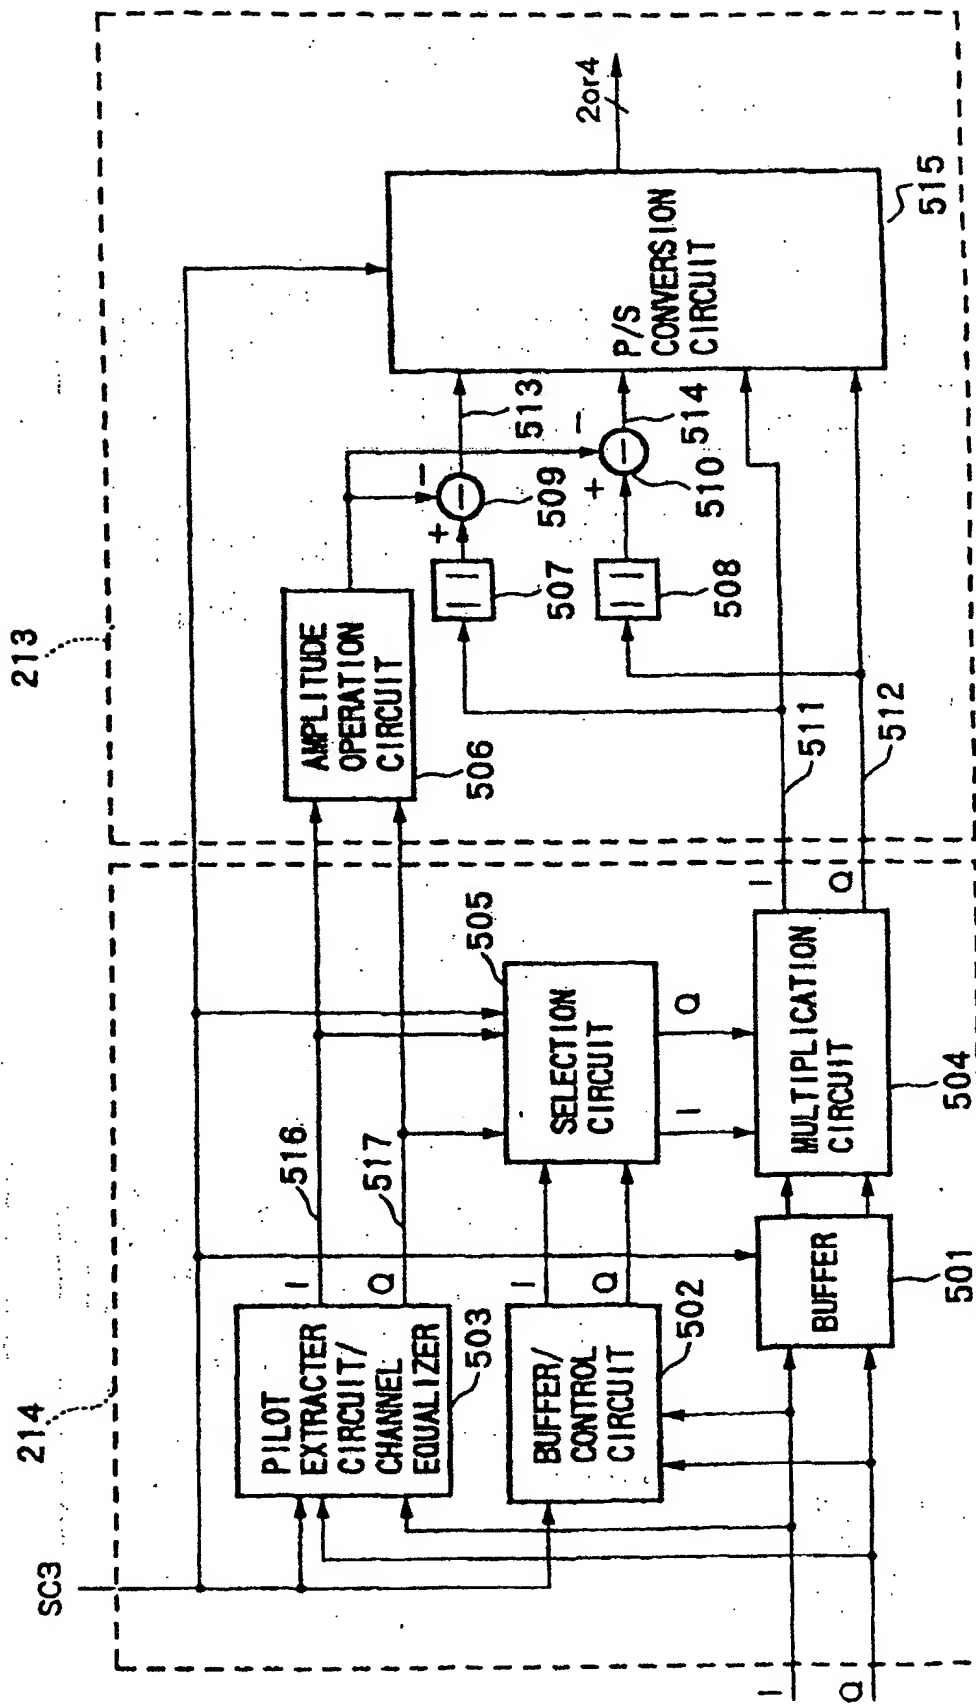 213
214
SC3
2or4
PILOT
EXTRACTER
CIRCUIT/
CHANNEL
EQUALIZER
503
I
Q
516
517
AMPLITUDE
OPERATION
CIRCUIT
506
+
-
-
509
513
507
+
-
-
510
514
508
P/S
CONVERSION
CIRCUIT
515
BUFFER/
CONTROL
CIRCUIT
502
I
Q
SELECTION
CIRCUIT
505
I
Q
BUFFER
501
MULTIPLICATION
CIRCUIT
504
I
Q
511
512
I
Q